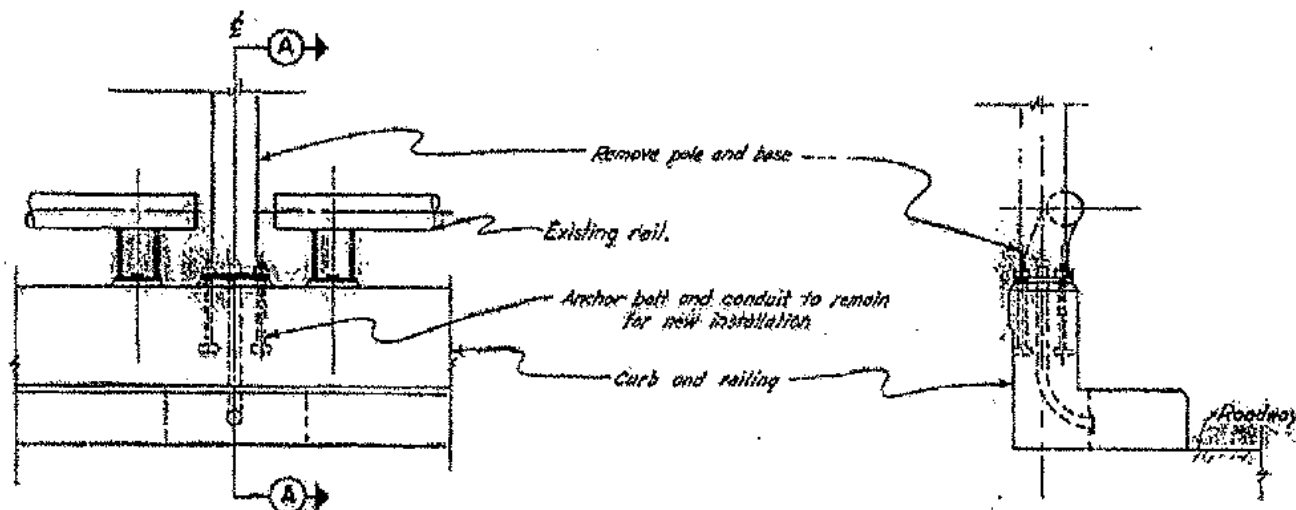 ℄
A
Remove pole and base
Existing rail.
Anchor bolt and conduit to remain
for new installation
Curb and railing
Roadway
A